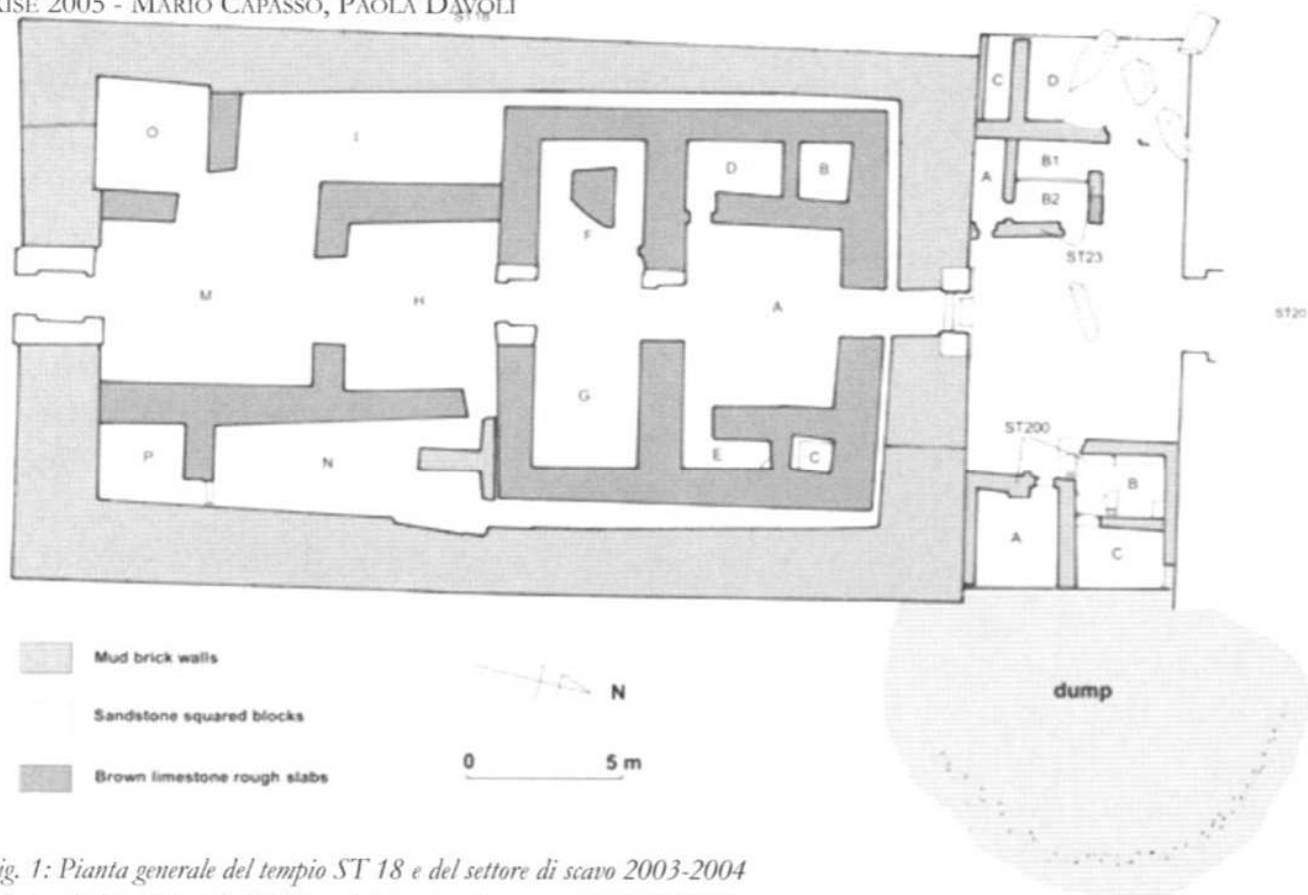 2005 - MARIO CAPASSO, PAOLA DAVOLI
ST18
C
D
O
I
D
B
A
B1
B2
F
ST23
M
H
A
ST20
G
ST200
P
N
E
C
B
A
C
Mud brick walls
Sandstone squared blocks
Brown limestone rough slabs
N
0 5 m
dump
ig. 1: Pianta generale del tempio ST 18 e del settore di scavo 2003-2004